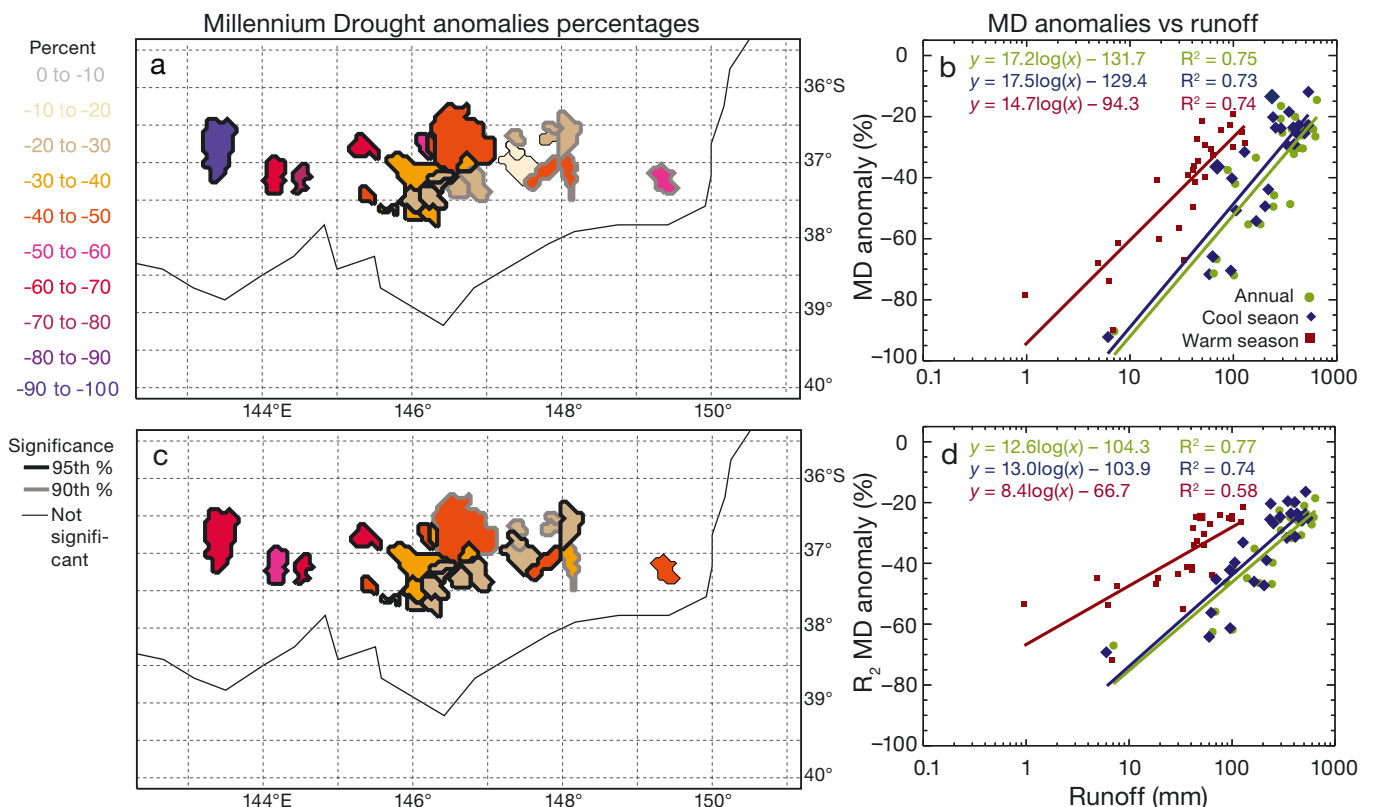 Millennium Drought anomalies percentages
MD anomalies vs runoff
Percent
0 to -10
-10 to -20
-20 to -30
-30 to -40
-40 to -50
-50 to -60
-60 to -70
-70 to -80
-80 to -90
-90 to -100
a
36°S
37°
38°
39°
40°
144°E
146°
148°
150°
b
y = 17.2log(x) – 131.7 R² = 0.75
y = 17.5log(x) – 129.4 R² = 0.73
y = 14.7log(x) – 94.3 R² = 0.74
MD anomaly (%)
0
−20
−40
−60
−80
−100
Annual
Cool seaon
Warm season
0.1
1
10
100
1000
Significance
95th %
90th %
Not
signifi-
cant
c
36°S
37°
38°
39°
40°
144°E
146°
148°
150°
d
y = 12.6log(x) – 104.3 R² = 0.77
y = 13.0log(x) – 103.9 R² = 0.74
y = 8.4log(x) – 66.7 R² = 0.58
R₂ MD anomaly (%)
0
−20
−40
−60
−80
−100
0.1
1
10
100
1000
Runoff (mm)